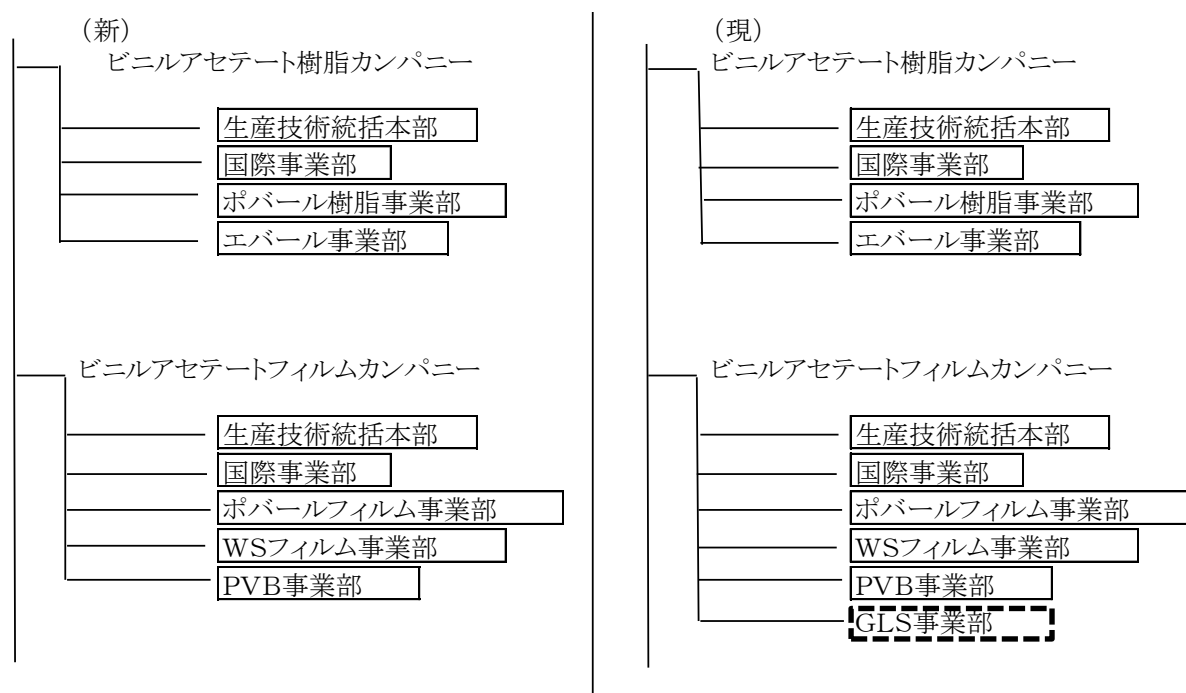 （新）
ビニルアセテート樹脂カンパニー
生産技術統括本部
国際事業部
ポバール樹脂事業部
エバール事業部
ビニルアセテートフィルムカンパニー
生産技術統括本部
国際事業部
ポバールフィルム事業部
WSフィルム事業部
PVB事業部
（現）
ビニルアセテート樹脂カンパニー
生産技術統括本部
国際事業部
ポバール樹脂事業部
エバール事業部
ビニルアセテートフィルムカンパニー
生産技術統括本部
国際事業部
ポバールフィルム事業部
WSフィルム事業部
PVB事業部
GLS事業部